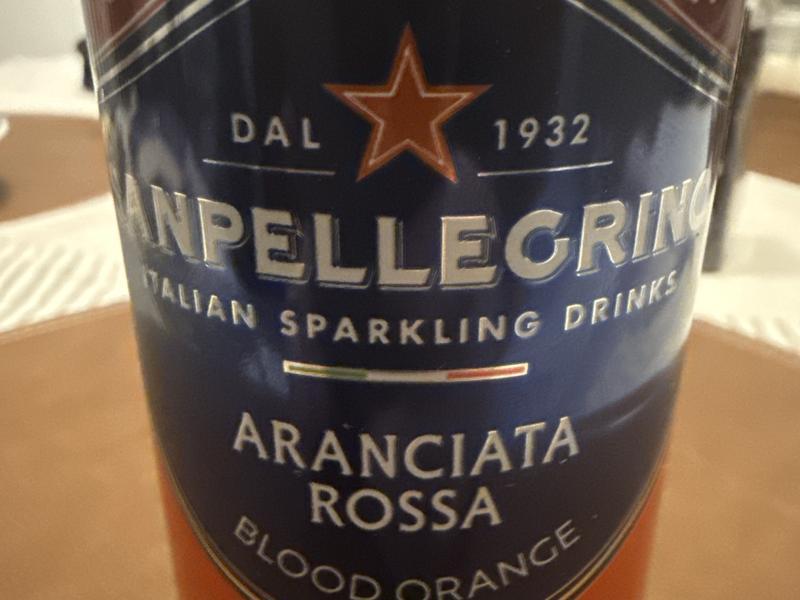 DAL 1932
SANPELLEGRINO
ITALIAN SPARKLING DRINKS
ARANCIATA
ROSSA
BLOOD ORANGE